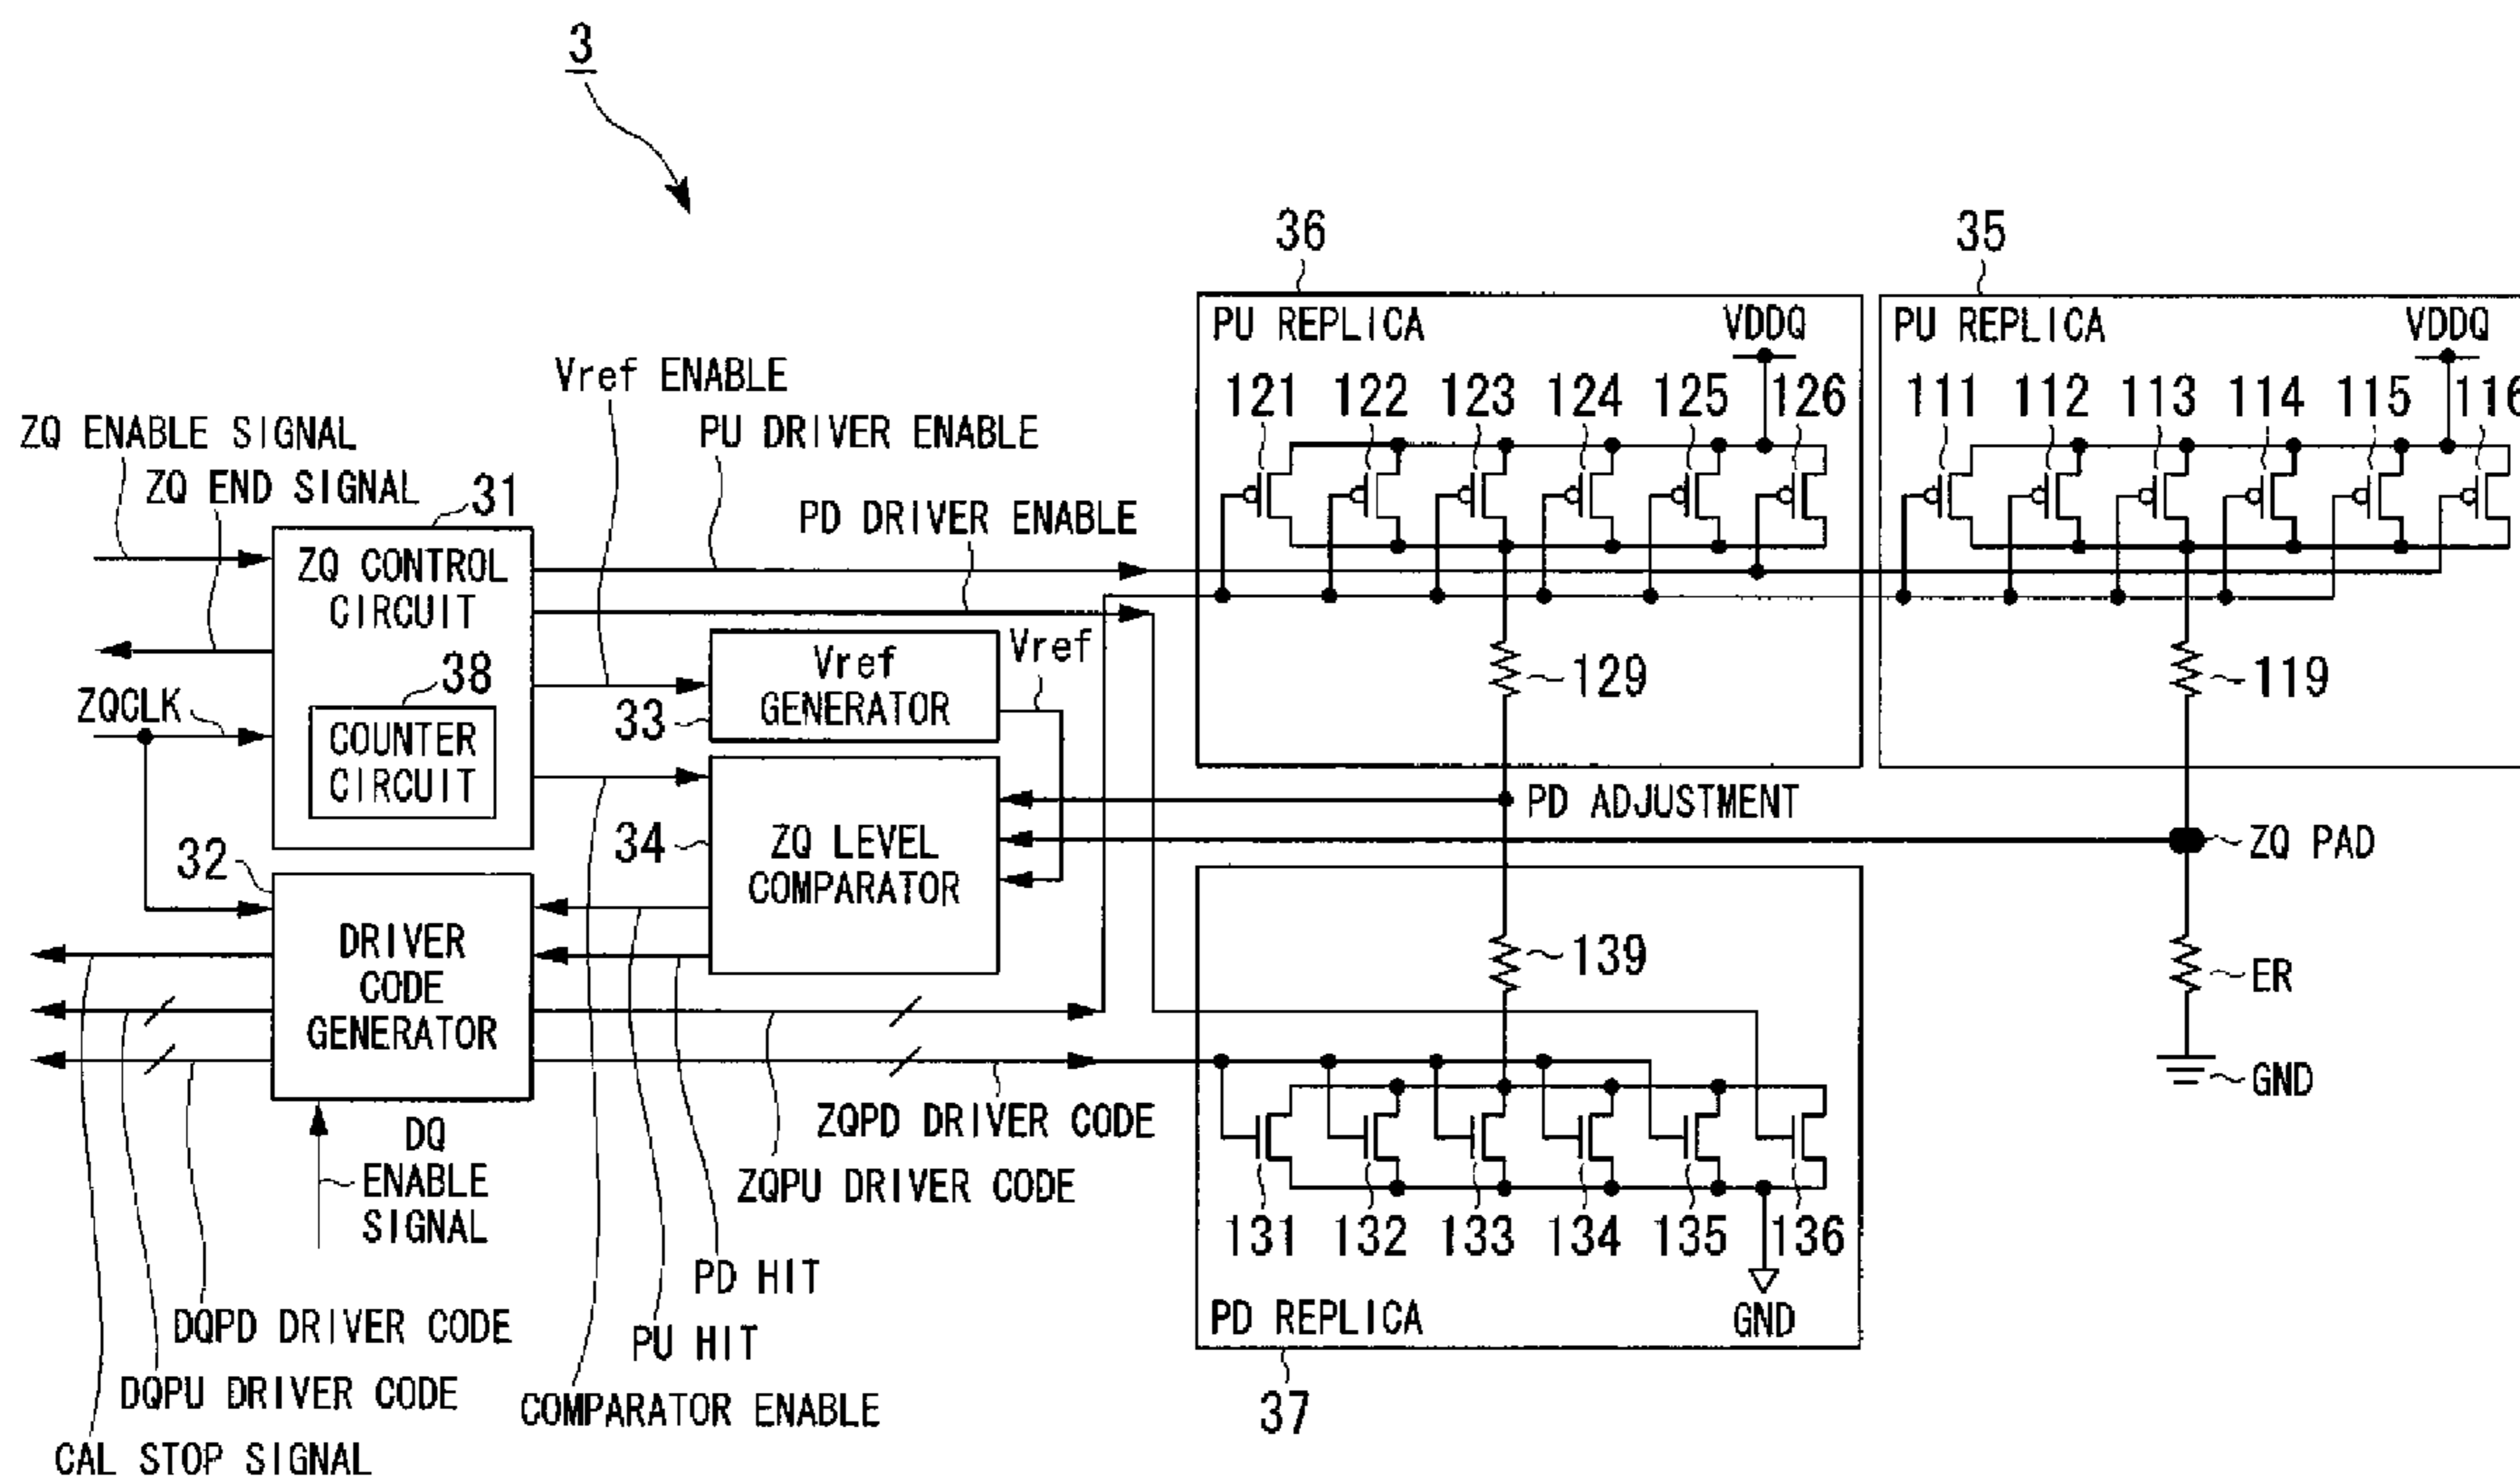 3
36
35
PU REPLICA
VDDQ
PU REPLICA
VDDQ
121 122 123 124 125 126
111 112 113 114 115 116
Vref ENABLE
PU DRIVER ENABLE
PD DRIVER ENABLE
ZQ ENABLE SIGNAL
ZQ END SIGNAL
31
ZQ CONTROL
CIRCUIT
38
COUNTER
CIRCUIT
ZQCLK
Vref
GENERATOR
33
Vref
129
119
34
ZQ LEVEL
COMPARATOR
PD ADJUSTMENT
ZQ PAD
32
DRIVER
CODE
GENERATOR
139
ER
GND
DQ
ENABLE
SIGNAL
ZQPD DRIVER CODE
ZQPU DRIVER CODE
131 132 133 134 135 136
GND
PD REPLICA
37
PD HIT
PU HIT
COMPARATOR ENABLE
DQPD DRIVER CODE
DQPU DRIVER CODE
CAL STOP SIGNAL